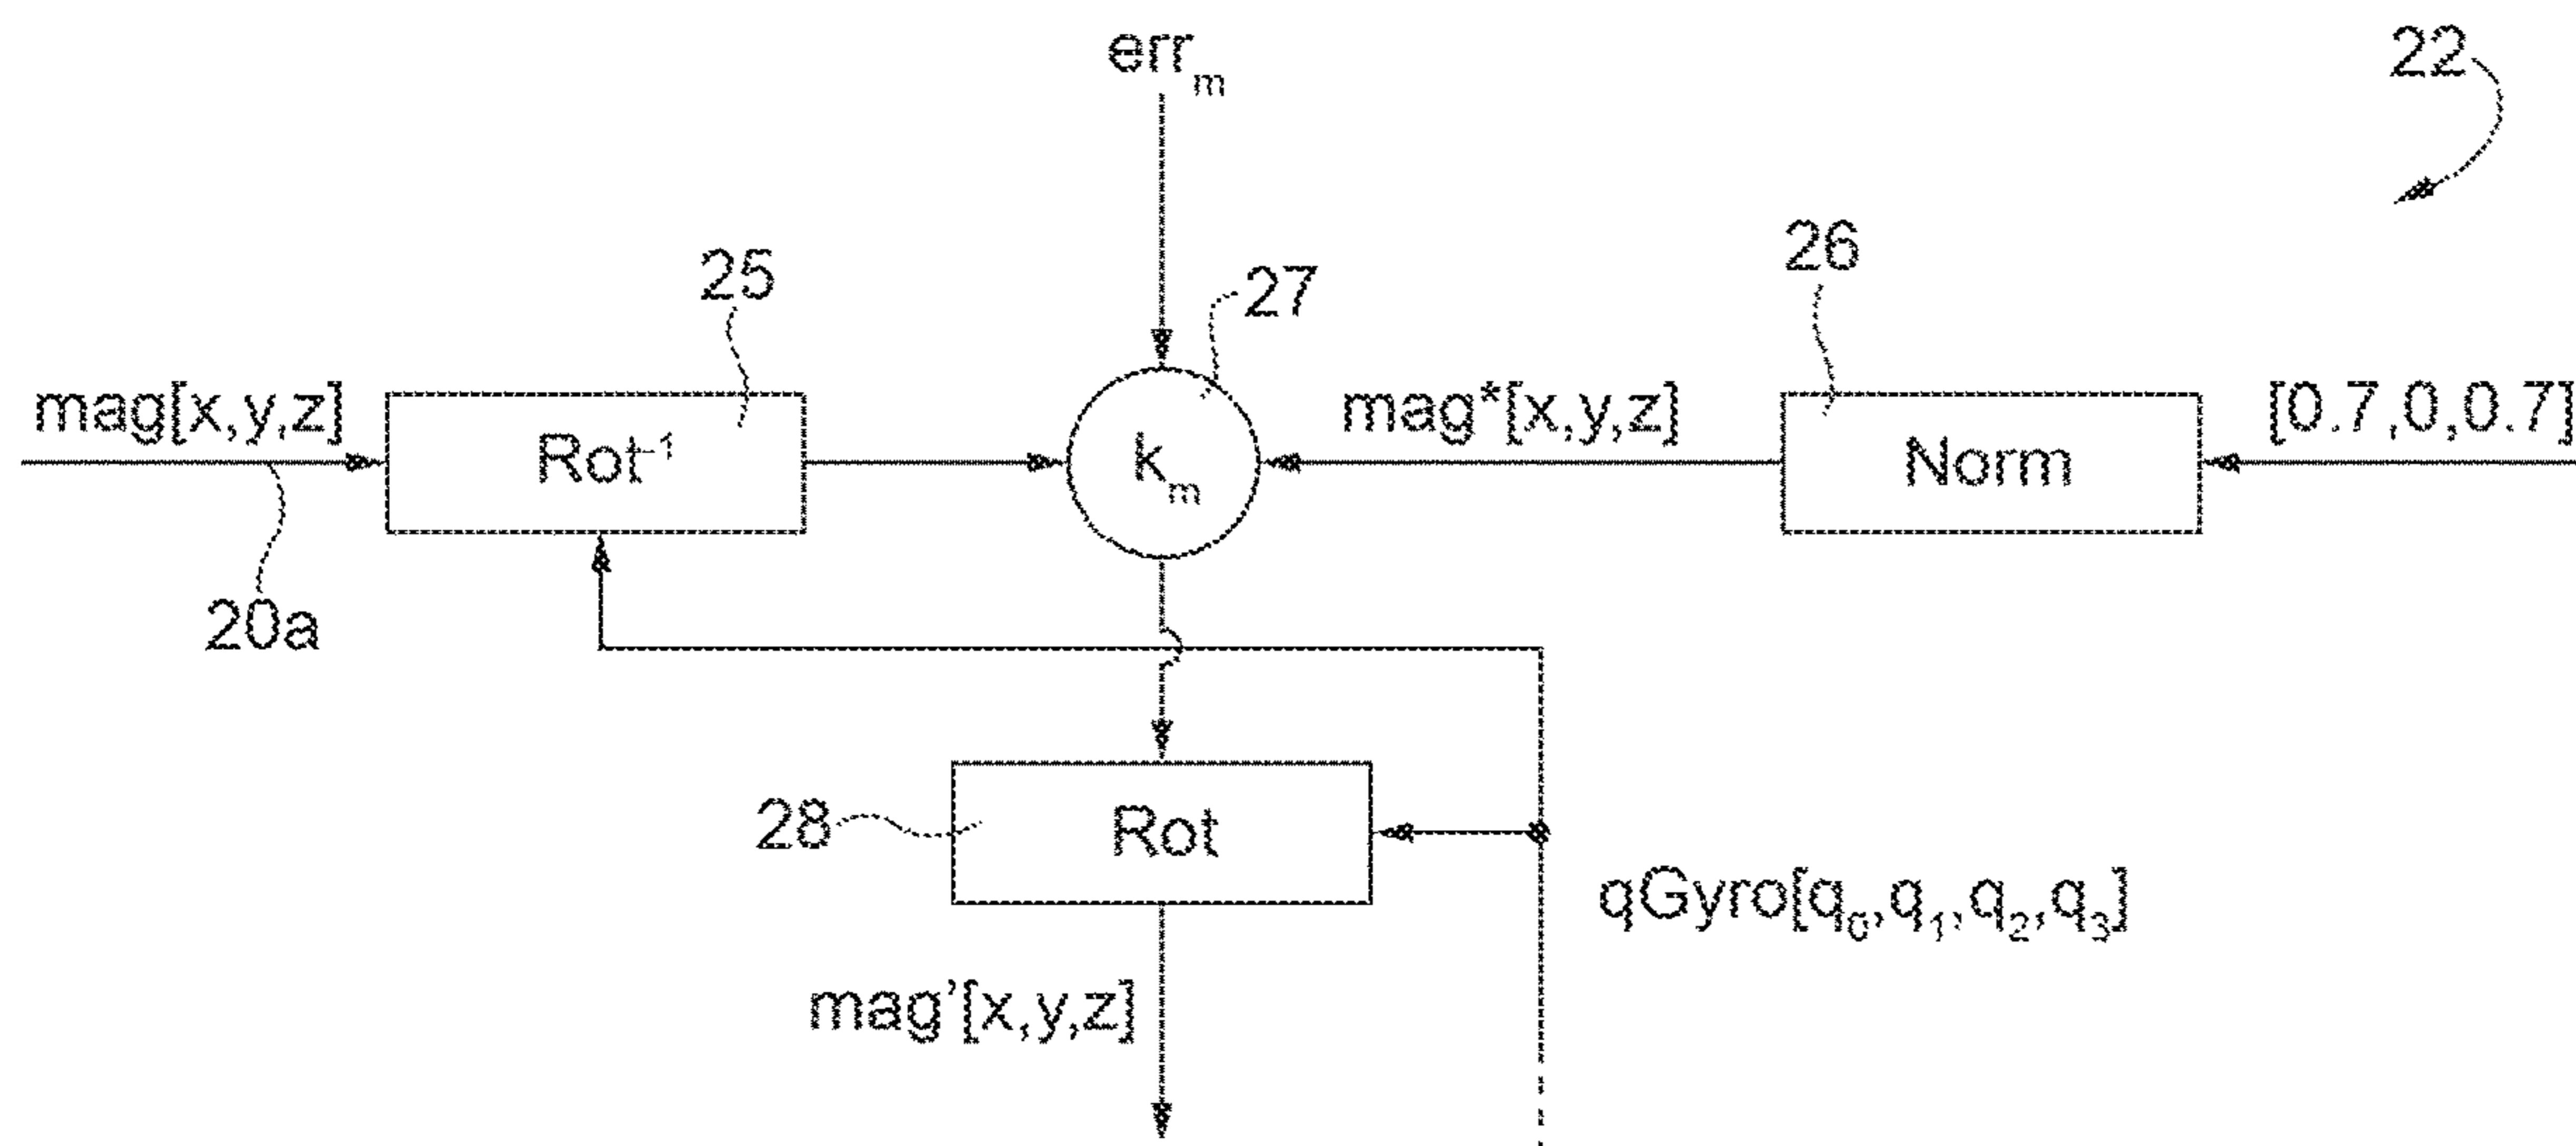 err_m
22
25
27
26
mag[x,y,z]
Rot⁻¹
k_m
mag*[x,y,z]
Norm
[0.7,0,0.7]
20a
28
Rot
qGyro[q₀,q₁,q₂,q₃]
mag'[x,y,z]